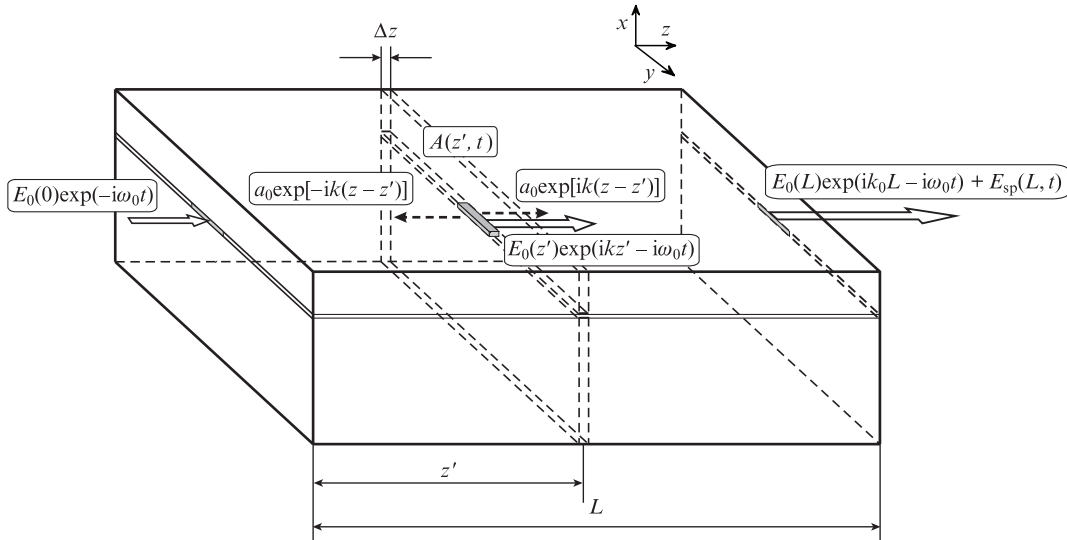 x
Δz
z
y
A(z′, t)
E₀(0)exp(−iω₀t)
a₀exp[−ik(z − z′)]
a₀exp[ik(z − z′)]
E₀(L)exp(ik₀L − iω₀t) + Eₛₚ(L, t)
E₀(z′)exp(ikz′ − iω₀t)
z′
L